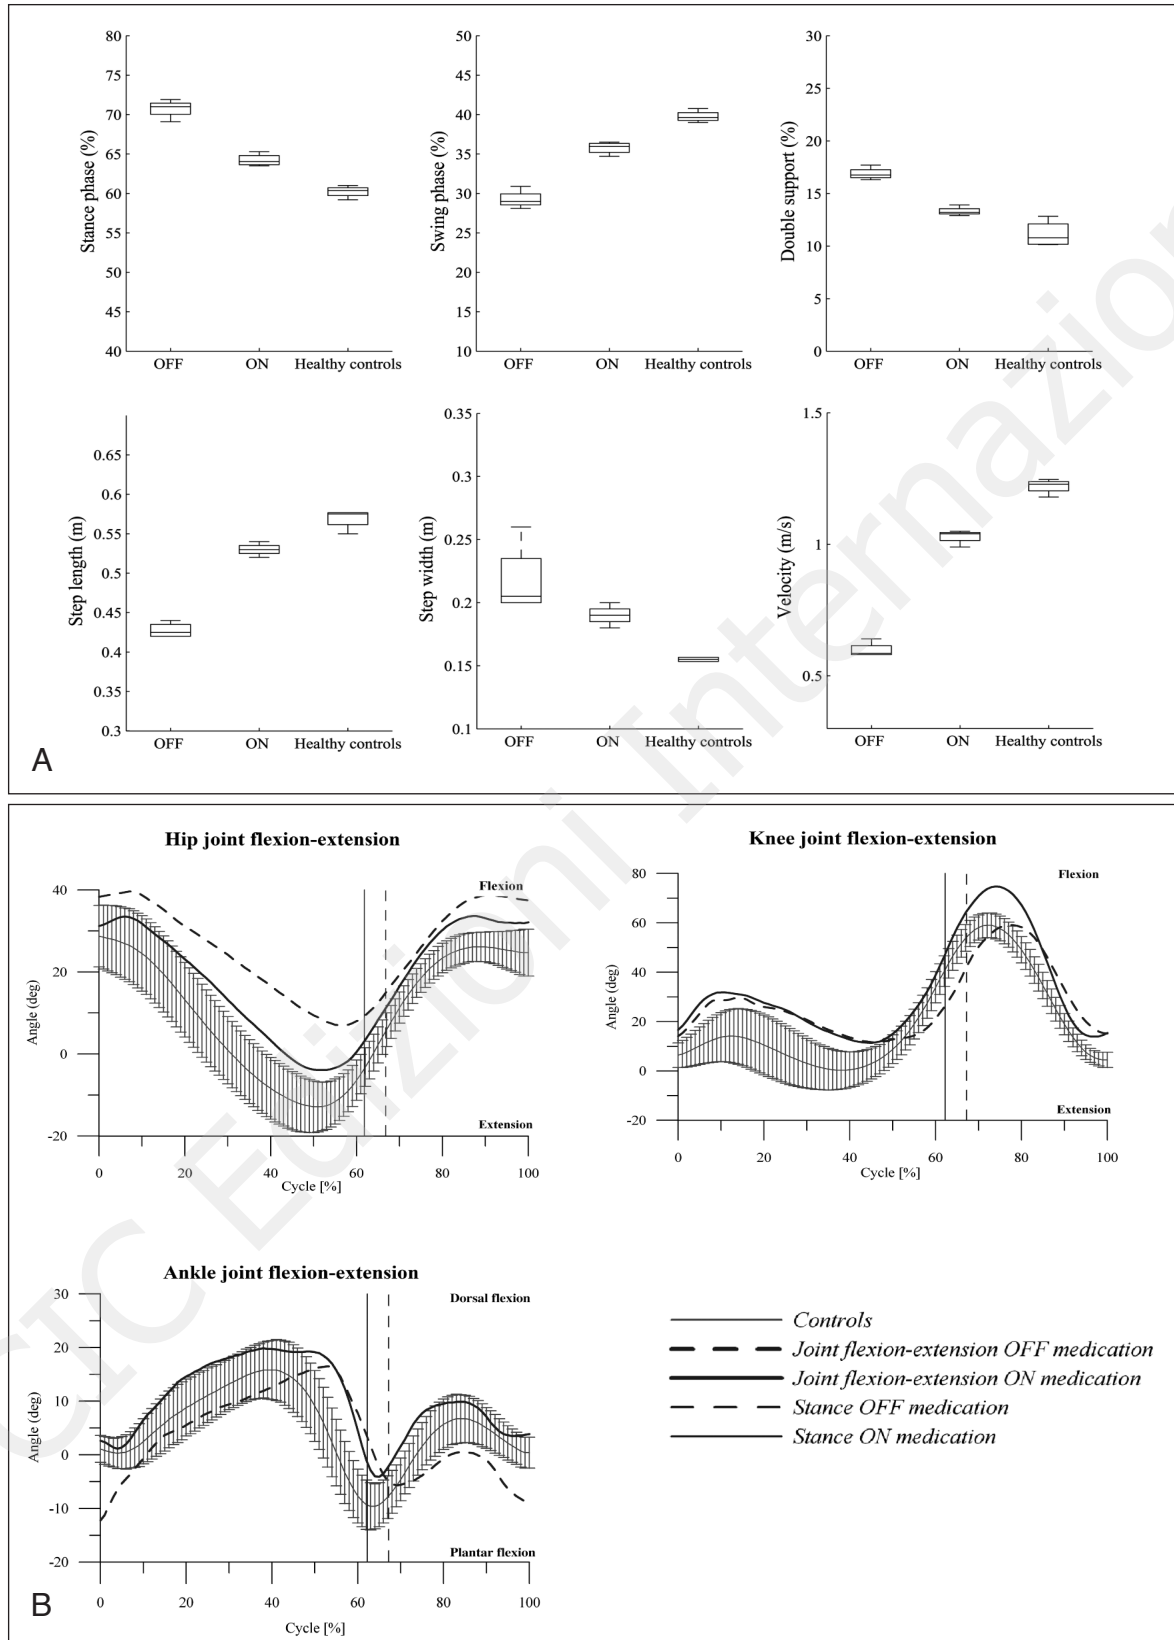 80
75
70
65
60
55
50
45
40
Stance phase (%)
OFF
ON
Healthy controls
50
45
40
35
30
25
20
15
10
Swing phase (%)
OFF
ON
Healthy controls
30
25
20
15
10
5
0
Double support (%)
OFF
ON
Healthy controls
0.65
0.6
0.55
0.5
0.45
0.4
0.35
0.3
Step length (m)
OFF
ON
Healthy controls
0.35
0.3
0.25
0.2
0.15
0.1
Step width (m)
OFF
ON
Healthy controls
1.5
1
0.5
Velocity (m/s)
OFF
ON
Healthy controls
A
Hip joint flexion-extension
40
20
0
-20
Angle (deg)
Flexion
Extension
0 20 40 60 80 100
Cycle [%]
Knee joint flexion-extension
80
60
40
20
0
-20
Angle (deg)
Flexion
Extension
0 20 40 60 80 100
Cycle [%]
Ankle joint flexion-extension
30
20
10
0
-10
-20
Angle (deg)
Dorsal flexion
Plantar flexion
0 20 40 60 80 100
Cycle [%]
Controls
Joint flexion-extension OFF medication
Joint flexion-extension ON medication
Stance OFF medication
Stance ON medication
B
CIC Edizioni Internazion